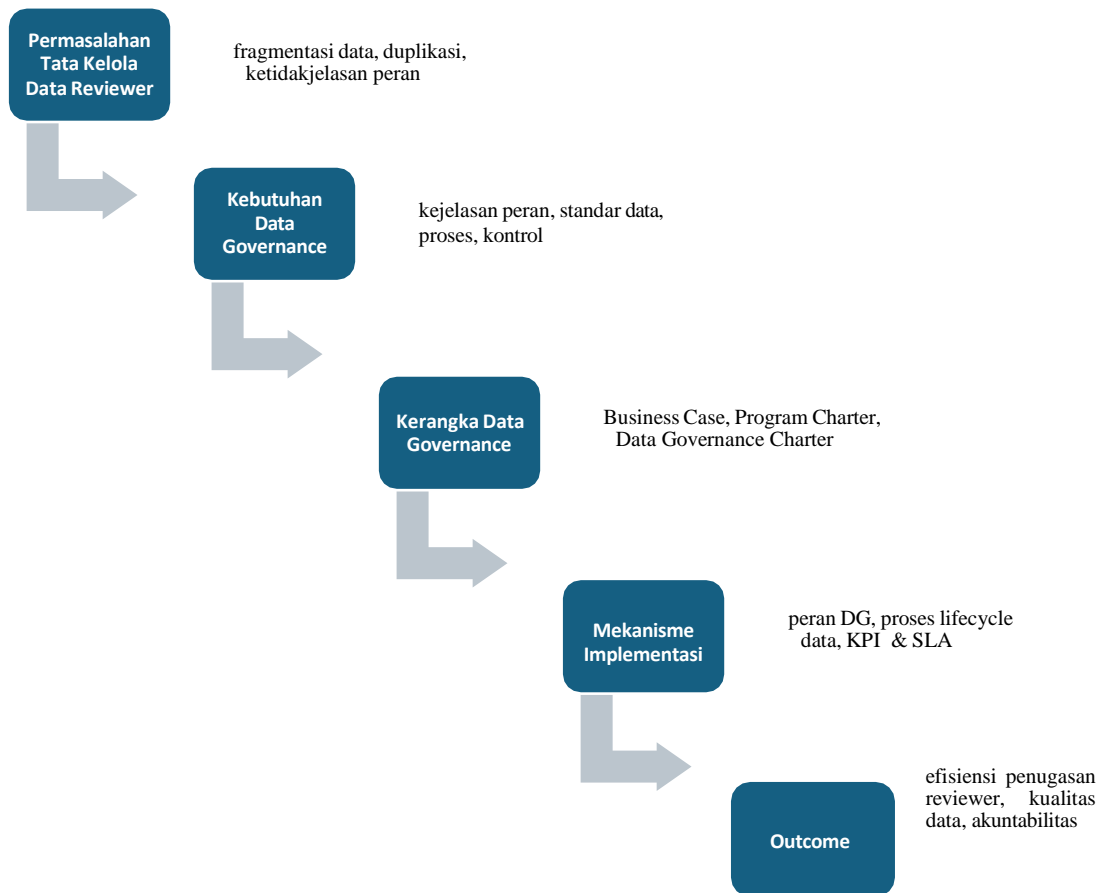 Permasalahan
Tata Kelola
Data Reviewer
fragmentasi data, duplikasi,
ketidakjelasan peran
Kebutuhan
Data
Governance
kejelasan peran, standar data,
proses, kontrol
Kerangka Data
Governance
Business Case, Program Charter,
Data Governance Charter
Mekanisme
Implementasi
peran DG, proses lifecycle
data, KPI & SLA
Outcome
efisiensi penugasan
reviewer, kualitas
data, akuntabilitas